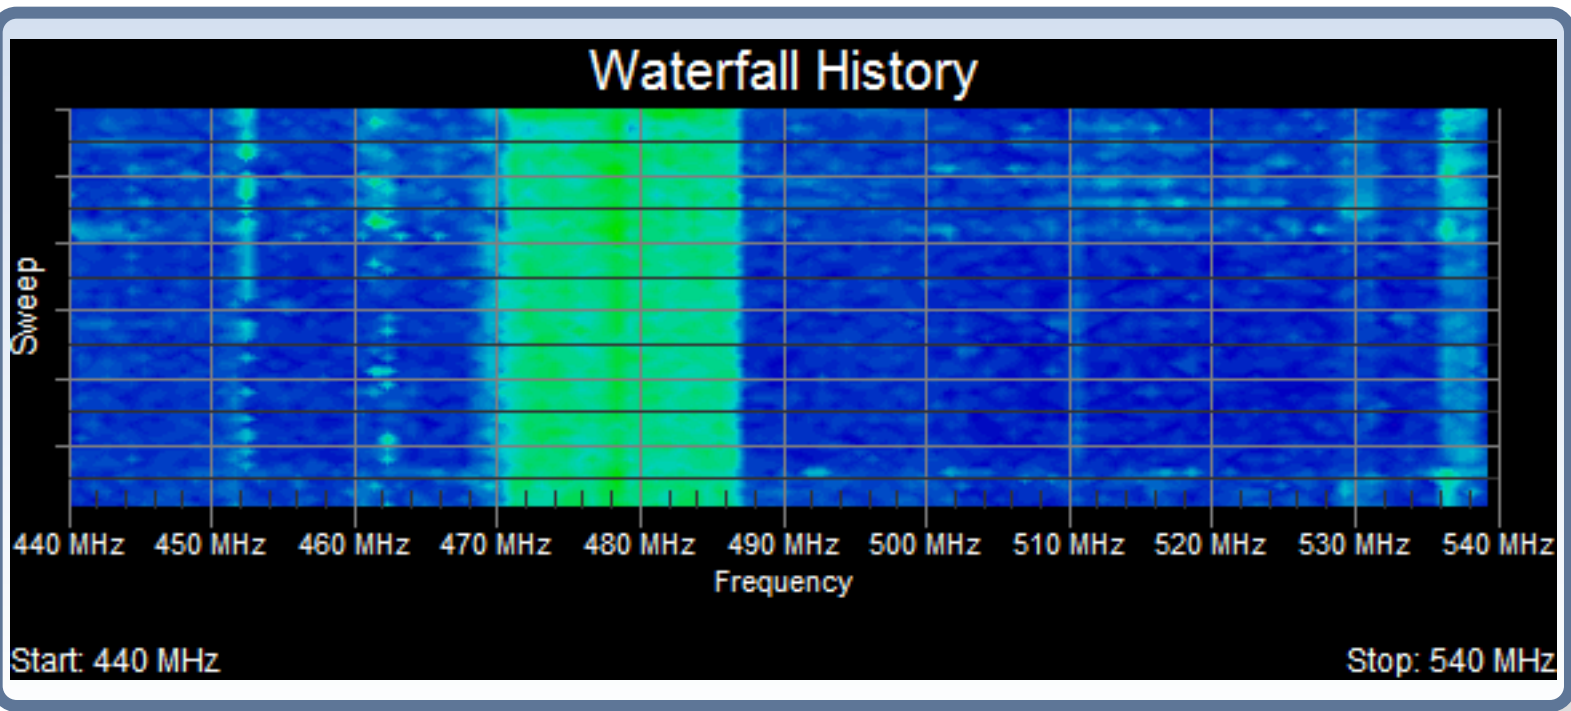 Waterfall History
Sweep
440 MHz 450 MHz 460 MHz 470 MHz 480 MHz 490 MHz 500 MHz 510 MHz 520 MHz 530 MHz 540 MHz
Frequency
Start: 440 MHz Stop: 540 MHz